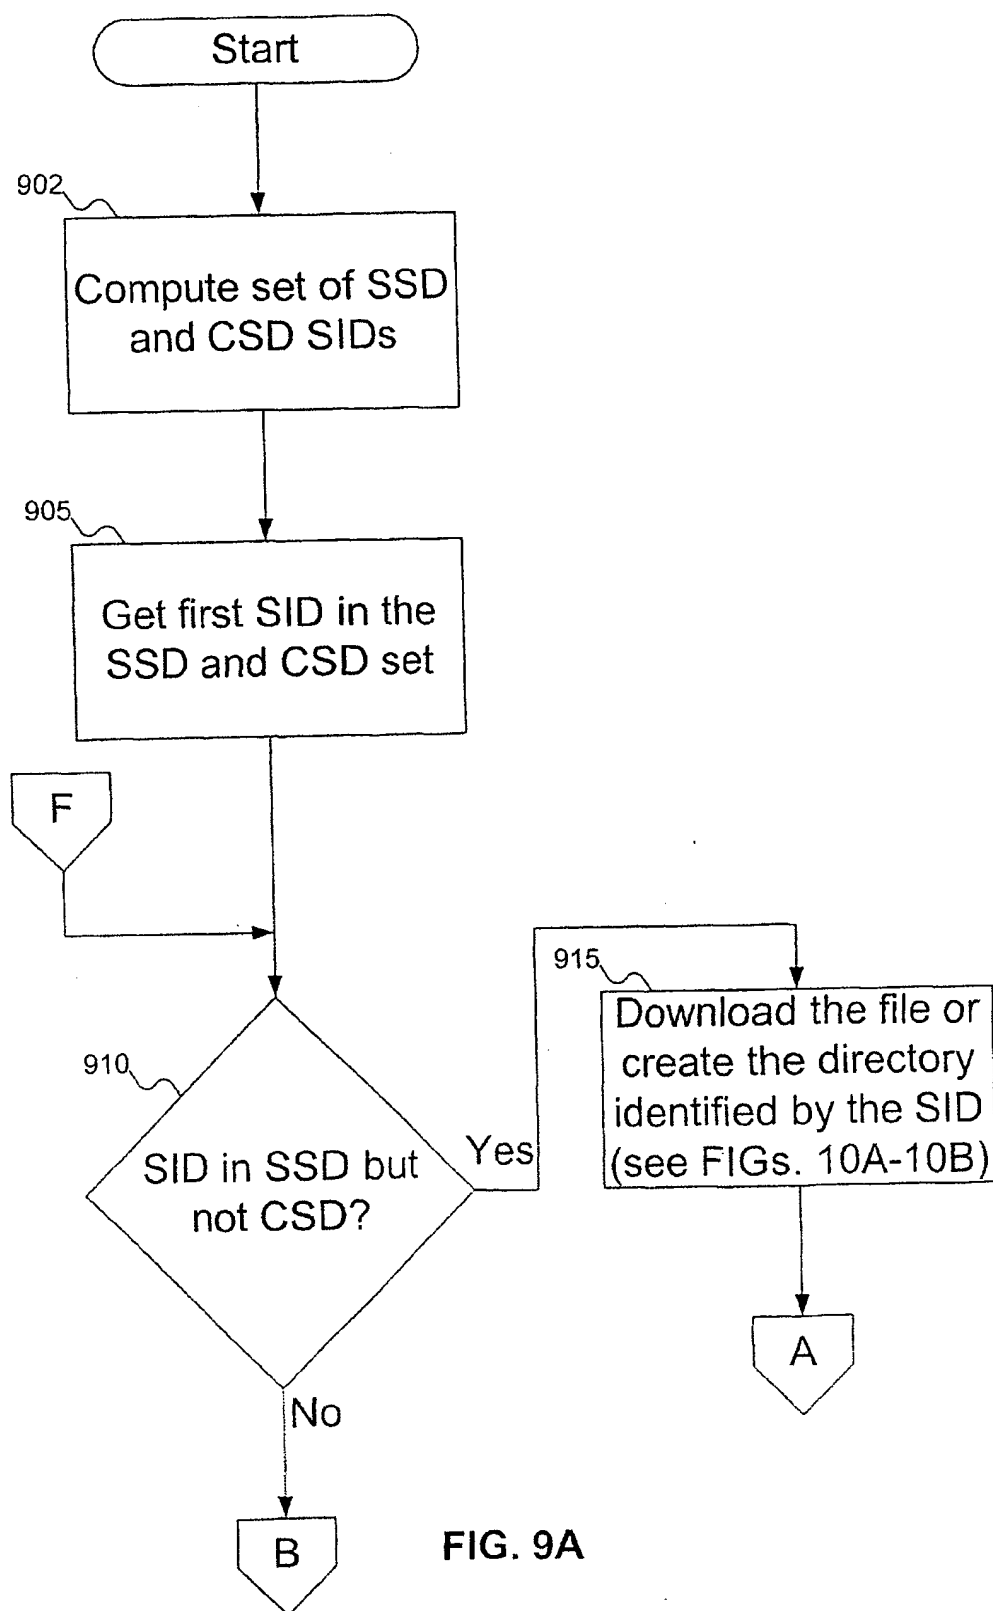 Start
902
Compute set of SSD
and CSD SIDs
905
Get first SID in the
SSD and CSD set
F
910
SID in SSD but
not CSD?
Yes
915
Download the file or
create the directory
identified by the SID
(see FIGs. 10A-10B)
A
No
B
FIG. 9A